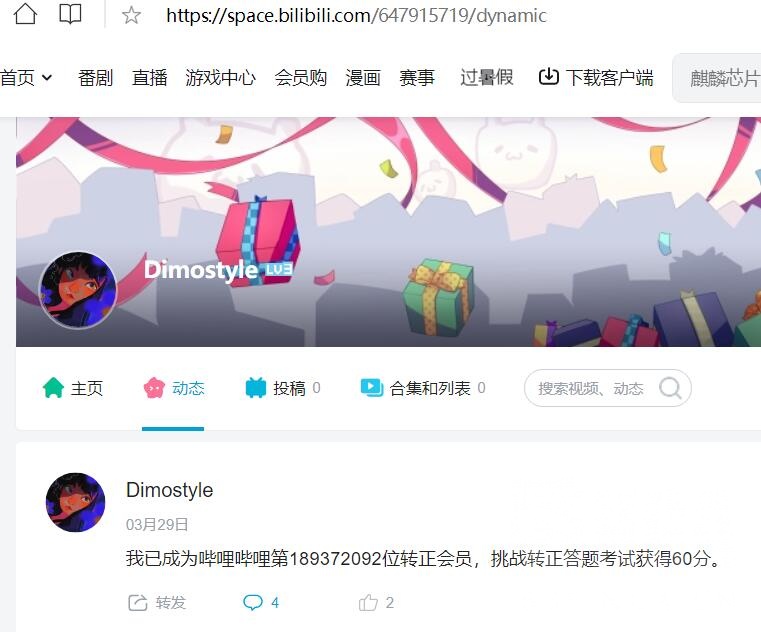 https://space.bilibili.com/647915719/dynamic
首页 番剧 直播 游戏中心 会员购 漫画 赛事 过暑假 下载客户端 麒麟芯片
Dimostyle LV3
主页 动态 投稿 0 合集和列表 0 搜索视频、动态
Dimostyle
03月29日
我已成为哔哩哔哩第189372092位转正会员，挑战转正答题考试获得60分。
转发 4 2